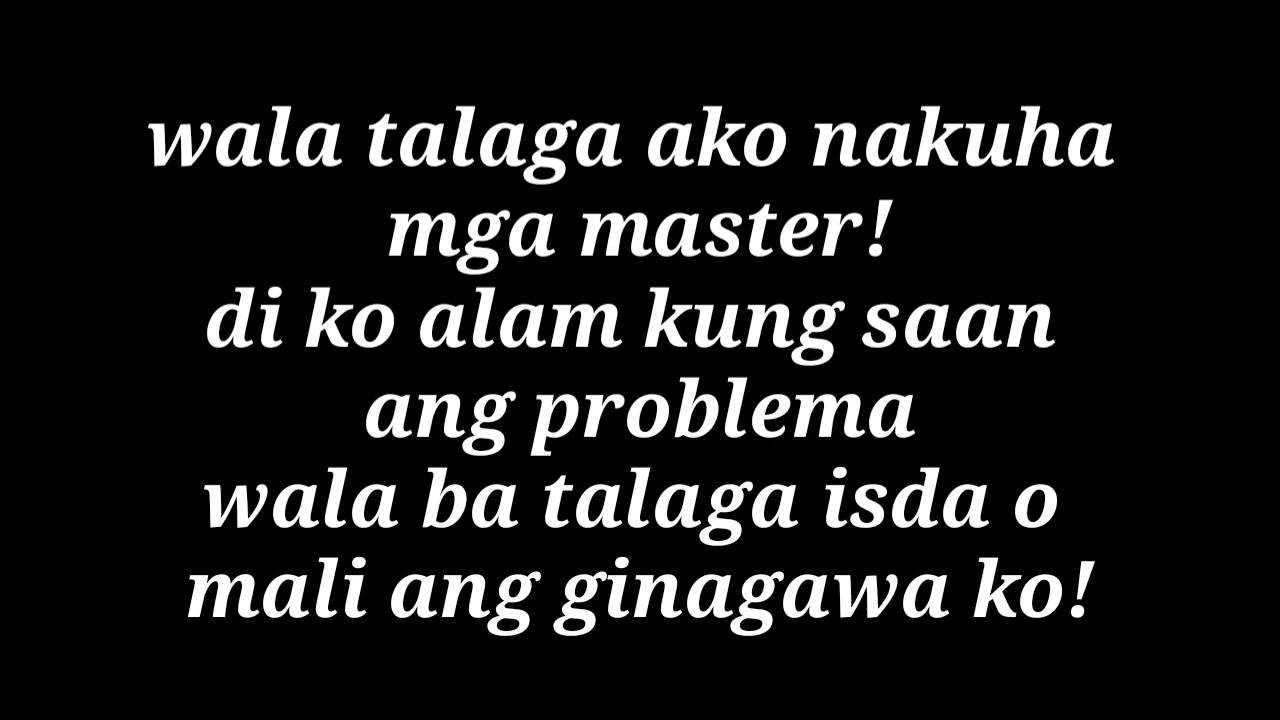 wala talaga ako nakuha
mga master!
di ko alam kung saan
ang problema
wala ba talaga isda o
mali ang ginagawa ko!